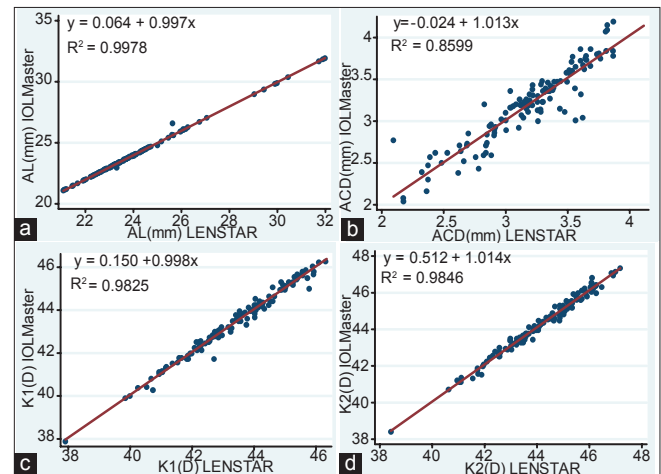 y = 0.064 + 0.997x
R² = 0.9978
35
30
25
20
AL(mm) IOLMaster
22 24 26 28 30 32
AL(mm) LENSTAR
a
y=-0.024 + 1.013x
R² = 0.8599
4
3.5
3
2.5
2
ACD(mm) IOLMaster
2 2.5 3 3.5 4
ACD(mm) LENSTAR
b
y = 0.150 +0.998x
R² = 0.9825
46
44
42
40
38
K1(D) IOLMaster
38 40 42 44 46
K1(D) LENSTAR
c
y = 0.512 + 1.014x
R² = 0.9846
48
46
44
42
40
38
K2(D) IOLMaster
38 40 42 44 46 48
K2(D) LENSTAR
d